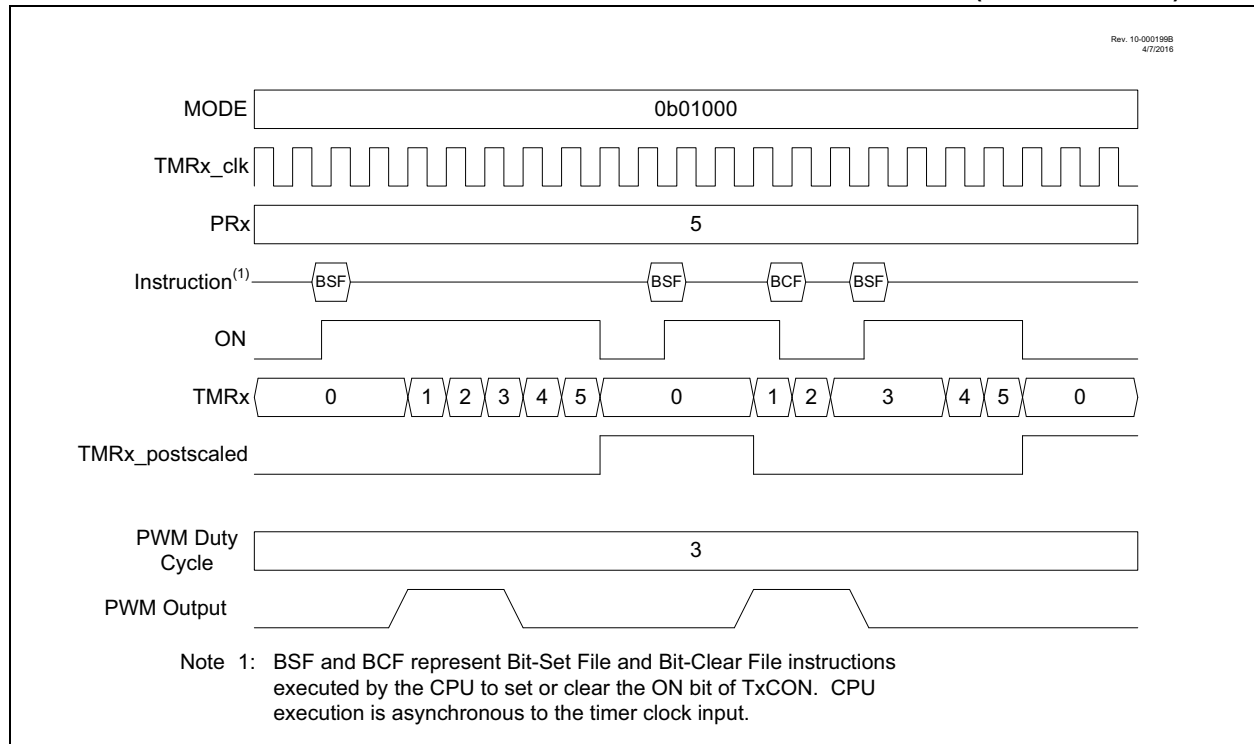 Rev. 10-000199B
4/7/2016
MODE 0b01000
TMRx_clk
PRx 5
Instruction(1) BSF BSF BCF BSF
ON
TMRx 0 1 2 3 4 5 0 1 2 3 4 5 0
TMRx_postscaled
PWM Duty
Cycle 3
PWM Output
Note 1: BSF and BCF represent Bit-Set File and Bit-Clear File instructions
executed by the CPU to set or clear the ON bit of TxCON. CPU
execution is asynchronous to the timer clock input.